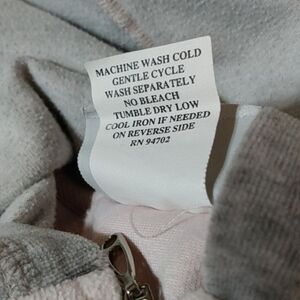 MACHINE WASH COLD
GENTLE CYCLE
WASH SEPARATELY
NO BLEACH
TUMBLE DRY LOW
COOL IRON IF NEEDED
ON REVERSE SIDE
RN 94702